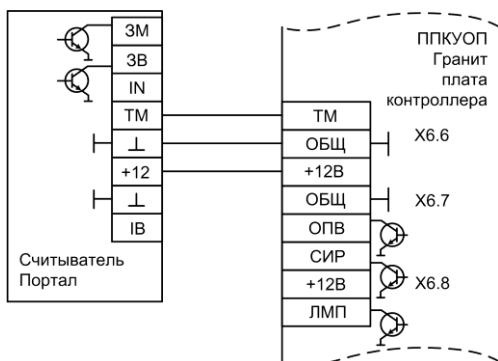 ЗМ
ЗВ
IN
ТМ
⊥
+12
⊥
IB
Считыватель
Портал
ППКУОП
Гранит
плата
контроллера
ТМ
ОБЩ
X6.6
+12В
ОБЩ
X6.7
ОПВ
СИР
+12В
X6.8
ЛМП